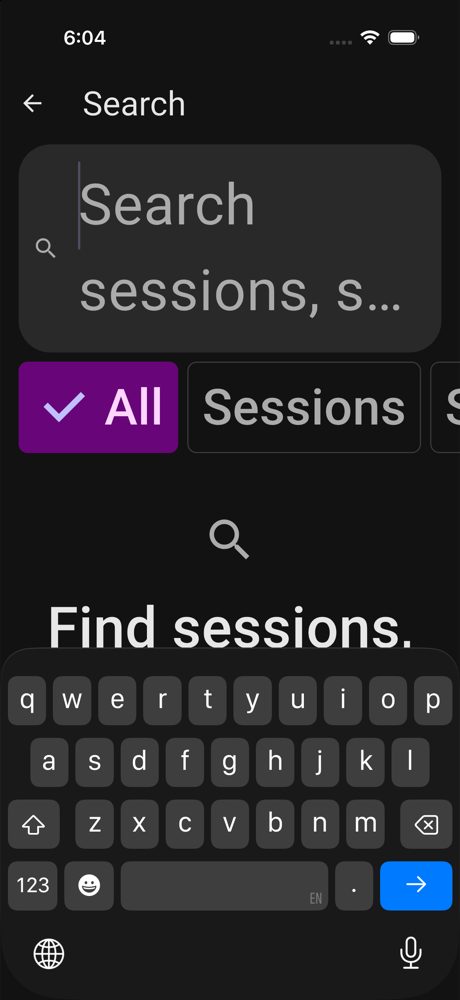 6:04
Search
Search
sessions, s...
All
Sessions
S
Find sessions,
q w e r t y u i o p
a s d f g h j k l
z x c v b n m
123 . EN